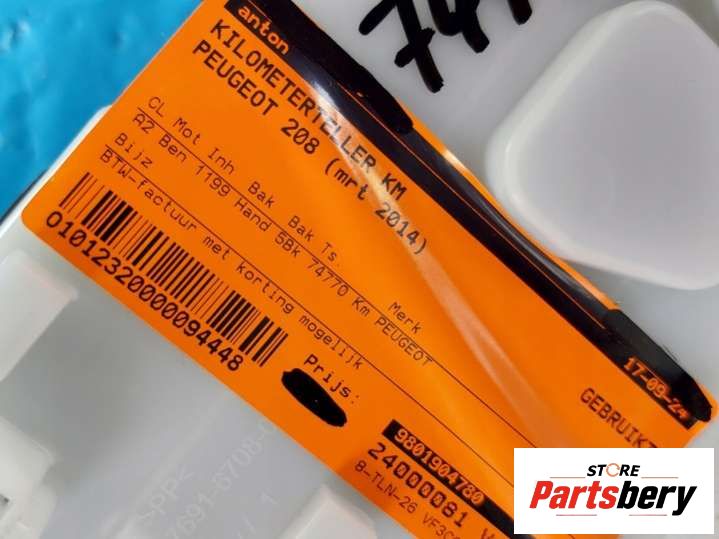 anton
KILOMETERTELLER KM
PEUGEOT 208 (mrt 2014)
CL Mot Inh Bak Bak Ts. Merk
A2 Ben 1199 Hand 5Bk 74770 Km PEUGEOT
Bijz
BTW-factuur met korting mogelijk
01012320000094448
Prijs:
17-09-24
GEBRUIKT
9801904780
24000081
8-TLN-26
STORE
Partsbery